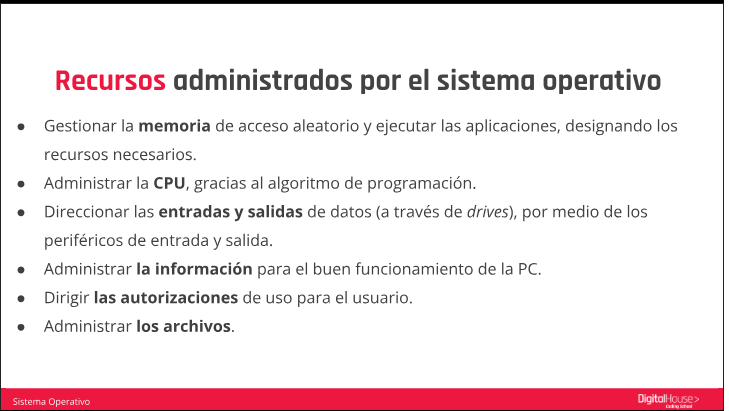 Recursos administrados por el sistema operativo
● Gestionar la memoria de acceso aleatorio y ejecutar las aplicaciones, designando los
recursos necesarios.
● Administrar la CPU, gracias al algoritmo de programación.
● Direccionar las entradas y salidas de datos (a través de drives), por medio de los
periféricos de entrada y salida.
● Administrar la información para el buen funcionamiento de la PC.
● Dirigir las autorizaciones de uso para el usuario.
● Administrar los archivos.
Sistema Operativo
DigitalHouse>
Coding School